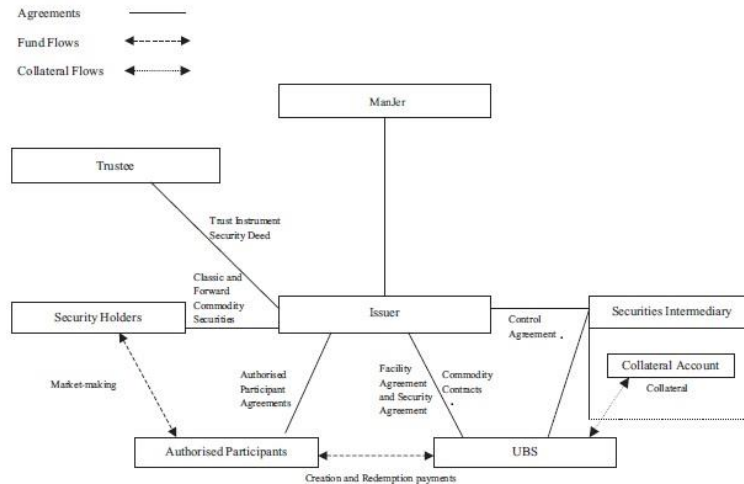 Agreements
Fund Flows
Collateral Flows
ManJer
Trustee
Trust Instrument
Security Deed
Classic and
Forward
Commodity
Securities
Security Holders
Issuer
Securities Intermediary
Control
Agreement
Collateral Account
Collateral
Market-making
Authorised
Participant
Agreements
Facility
Agreement
and Security
Agreement
Commodity
Contracts
Authorised Participants
UBS
Creation and Redemption payments